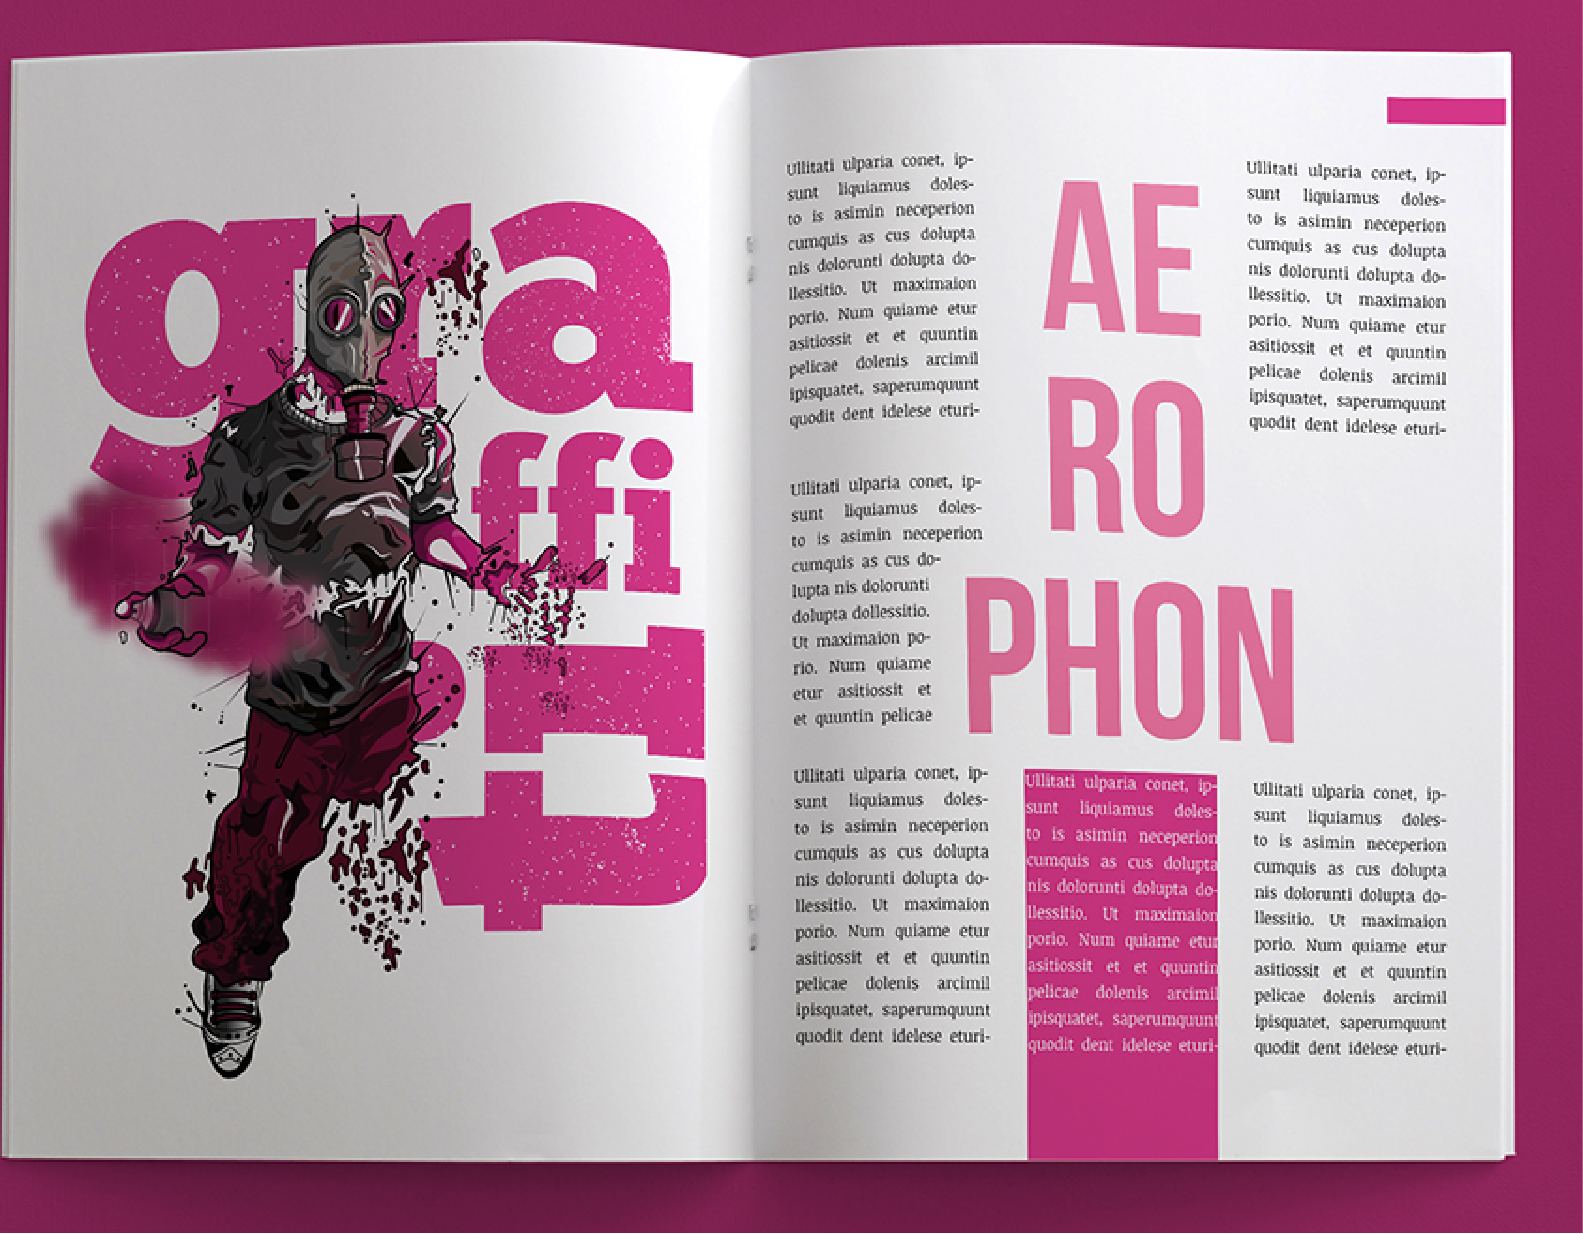 gra
ffi
Ullitati ulparia conet, ip-
sunt liquiamus doles-
to is asimin neceperion
cumquis as cus dolupta
nis dolorunti dolupta do-
llessitio. Ut maximaion
porio. Num quiame etur
asitiossit et et quuntin
pelicae dolenis arcimil
ipisquatet, saperumquunt
quodit dent idelese eturi-
Ullitati ulparia conet, ip-
sunt liquiamus doles-
to is asimin neceperion
cumquis as cus do-
lupta nis dolorunti
dolupta dollessitio.
Ut maximaion po-
rio. Num quiame
etur asitiossit et
et quuntin pelicae
Ullitati ulparia conet, ip-
sunt liquiamus doles-
to is asimin neceperion
cumquis as cus dolupta
nis dolorunti dolupta do-
llessitio. Ut maximaion
porio. Num quiame etur
asitiossit et et quuntin
pelicae dolenis arcimil
ipisquatet, saperumquunt
quodit dent idelese eturi-
AE
RO
PHON
Ullitati ulparia conet, ip-
sunt liquiamus doles-
to is asimin neceperion
cumquis as cus dolupta
nis dolorunti dolupta do-
llessitio. Ut maximaion
porio. Num quiame etur
asitiossit et et quuntin
pelicae dolenis arcimil
ipisquatet, saperumquunt
quodit dent idelese eturi-
Ullitati ulparia conet, ip-
sunt liquiamus doles-
to is asimin neceperion
cumquis as cus dolupta
nis dolorunti dolupta do-
llessitio. Ut maximaion
porio. Num quiame etur
asitiossit et et quuntin
pelicae dolenis arcimil
ipisquatet, saperumquunt
quodit dent idelese eturi-
Ullitati ulparia conet, ip-
sunt liquiamus doles-
to is asimin neceperion
cumquis as cus dolupta
nis dolorunti dolupta do-
llessitio. Ut maximaion
porio. Num quiame etur
asitiossit et et quuntin
pelicae dolenis arcimil
ipisquatet, saperumquunt
quodit dent idelese eturi-